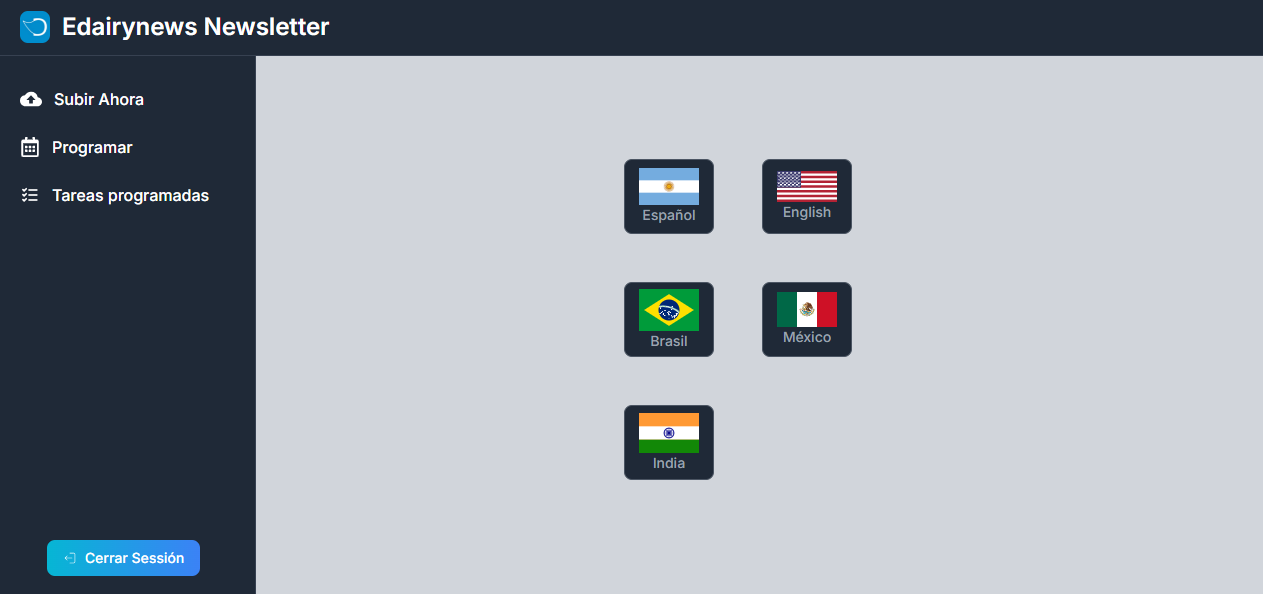 Edairynews Newsletter
Subir Ahora
Programar
Tareas programadas
Español
English
Brasil
México
India
Cerrar Sessión